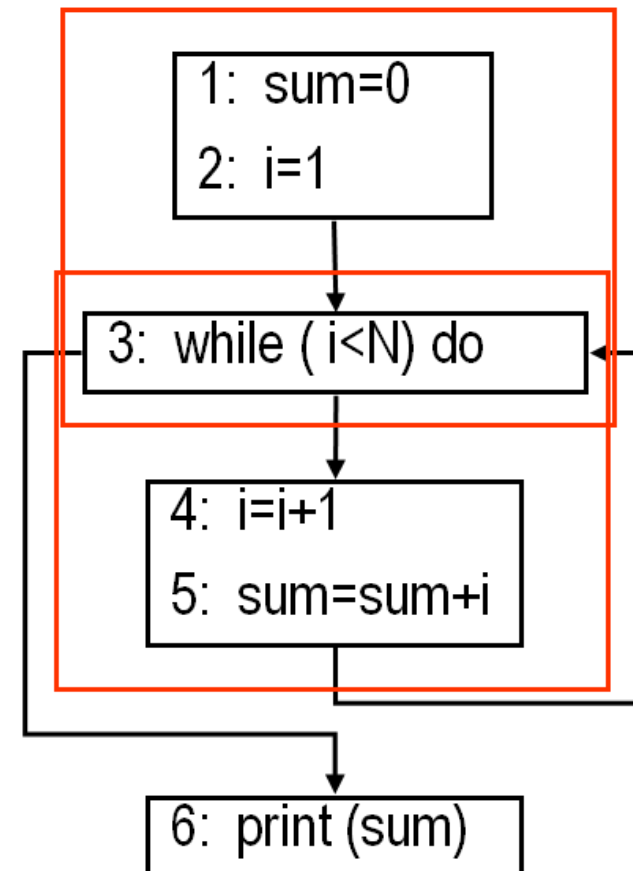 1: sum=0
2: i=1
3: while ( i<N) do
4: i=i+1
5: sum=sum+i
6: print (sum)